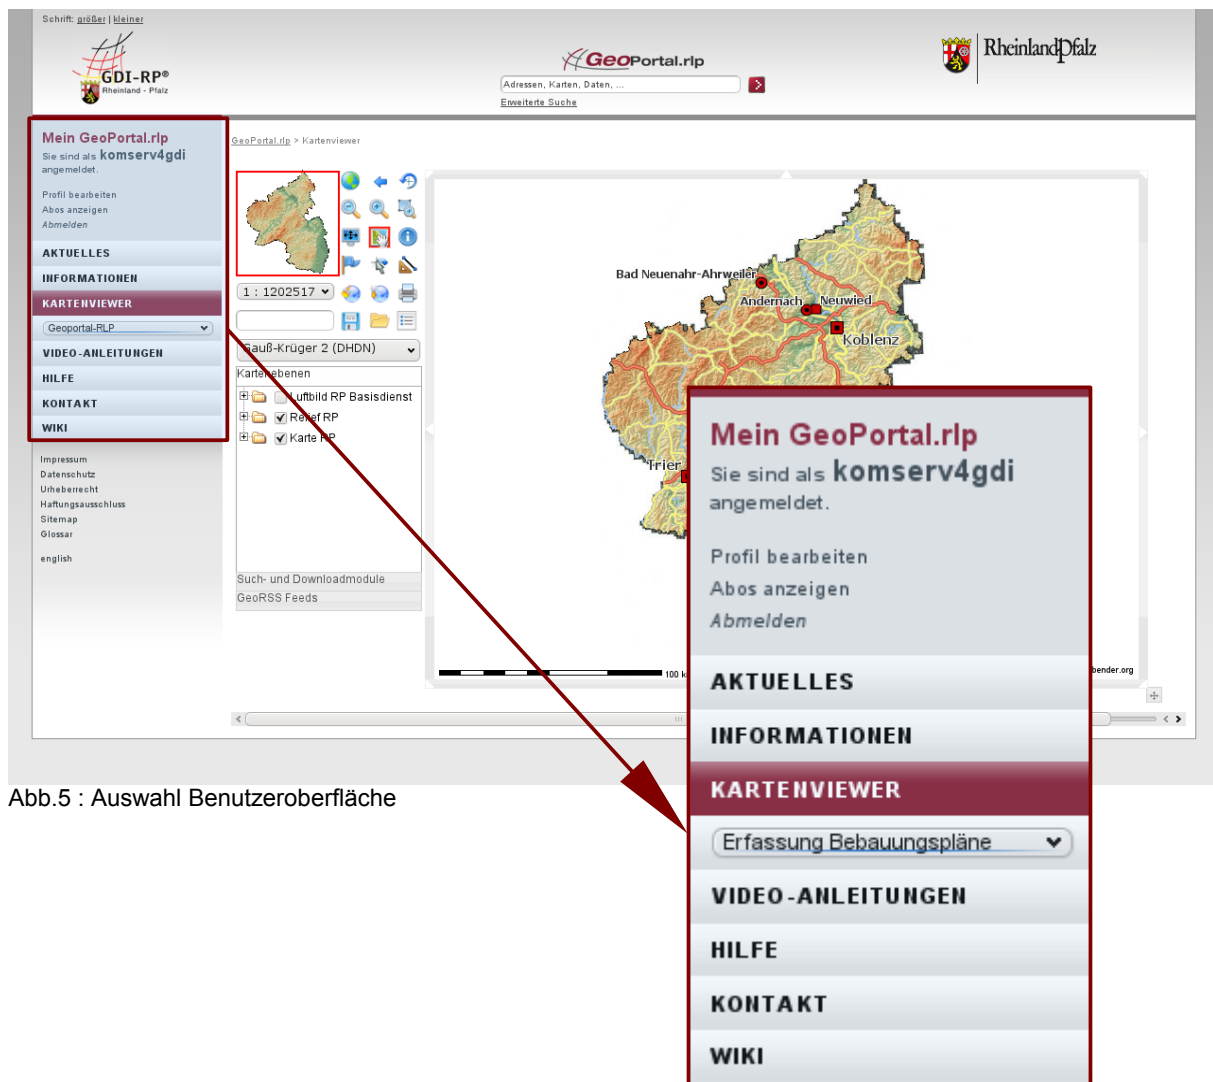 Schrift: größer | kleiner
GDI-RP®
Rheinland - Pfalz
GeoPortal.rlp
Adressen, Karten, Daten, ...
Erweiterte Suche
RheinlandPfalz
Mein GeoPortal.rlp
Sie sind als komserv4gdi
angemeldet.
Profil bearbeiten
Abos anzeigen
Abmelden
AKTUELLES
INFORMATIONEN
KARTENVIEWER
Geoportal-RLP
VIDEO-ANLEITUNGEN
HILFE
KONTAKT
WIKI
Impressum
Datenschutz
Urheberrecht
Haftungsausschluss
Sitemap
Glossar
english
GeoPortal.rlp > Kartenviewer
1 : 1202517
Gauß-Krüger 2 (DHDN)
Kartenebenen
Luftbild RP Basisdienst
Relief RP
Karte RP
Such- und Downloadmodule
GeoRSS Feeds
Bad Neuenahr-Ahrweiler
Andernach
Neuwied
Koblenz
Trier
100 k
bender.org
Mein GeoPortal.rlp
Sie sind als komserv4gdi
angemeldet.
Profil bearbeiten
Abos anzeigen
Abmelden
AKTUELLES
INFORMATIONEN
KARTENVIEWER
Erfassung Bebauungspläne
VIDEO-ANLEITUNGEN
HILFE
KONTAKT
WIKI
Abb.5 : Auswahl Benutzeroberfläche